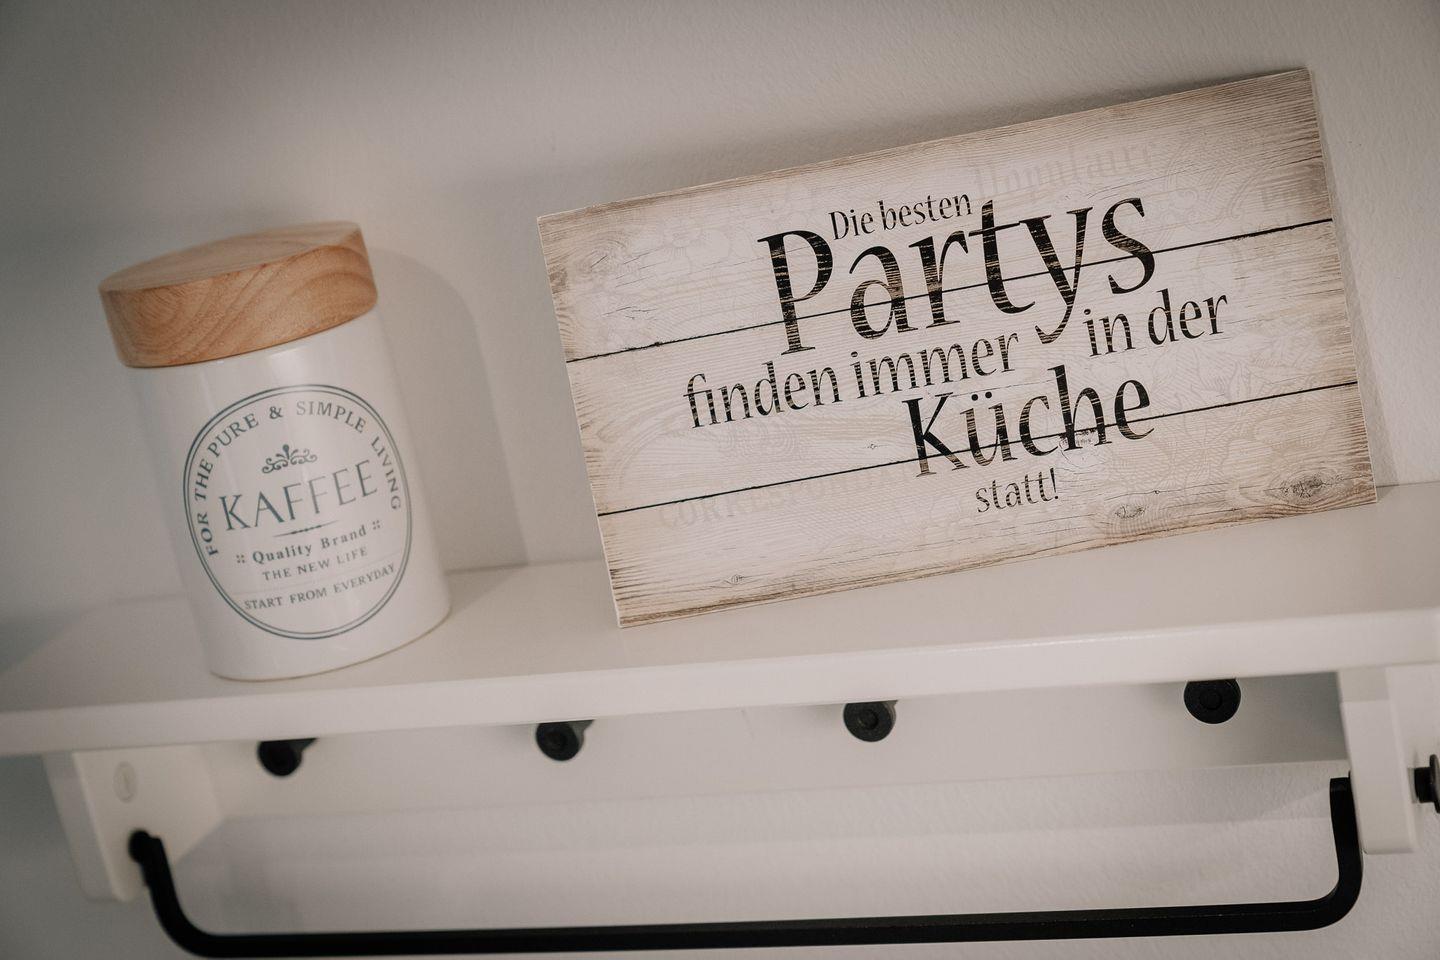 FOR THE PURE & SIMPLE LIVING
KAFFEE
Quality Brand
THE NEW LIFE
START FROM EVERYDAY
Die besten
Partys
finden immer in der
Küche
statt!